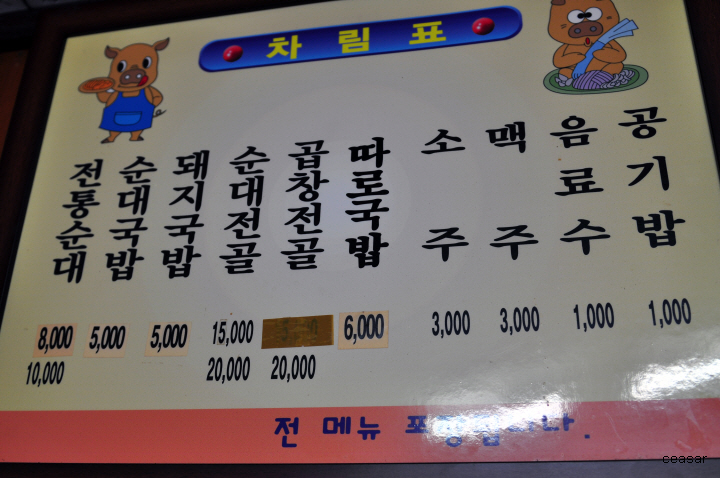 차림표
전통순대
순대국밥
돼지국밥
순대전골
곱창전골
따로국밥
소주
맥주
음료수
공기밥
8,000 5,000 5,000 15,000 6,000 3,000 3,000 1,000 1,000
10,000 20,000 20,000
전 메뉴
ceasar